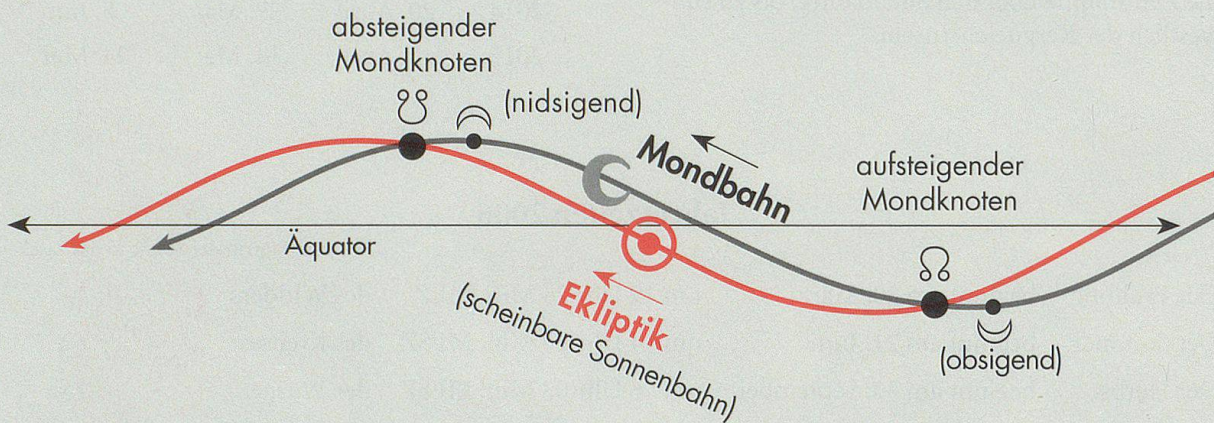 absteigender
Mondknoten
☋
(nidsigend)
Mondbahn
aufsteigender
Mondknoten
☊
Äquator
Ekliptik
(scheinbare Sonnenbahn)
(obsigend)